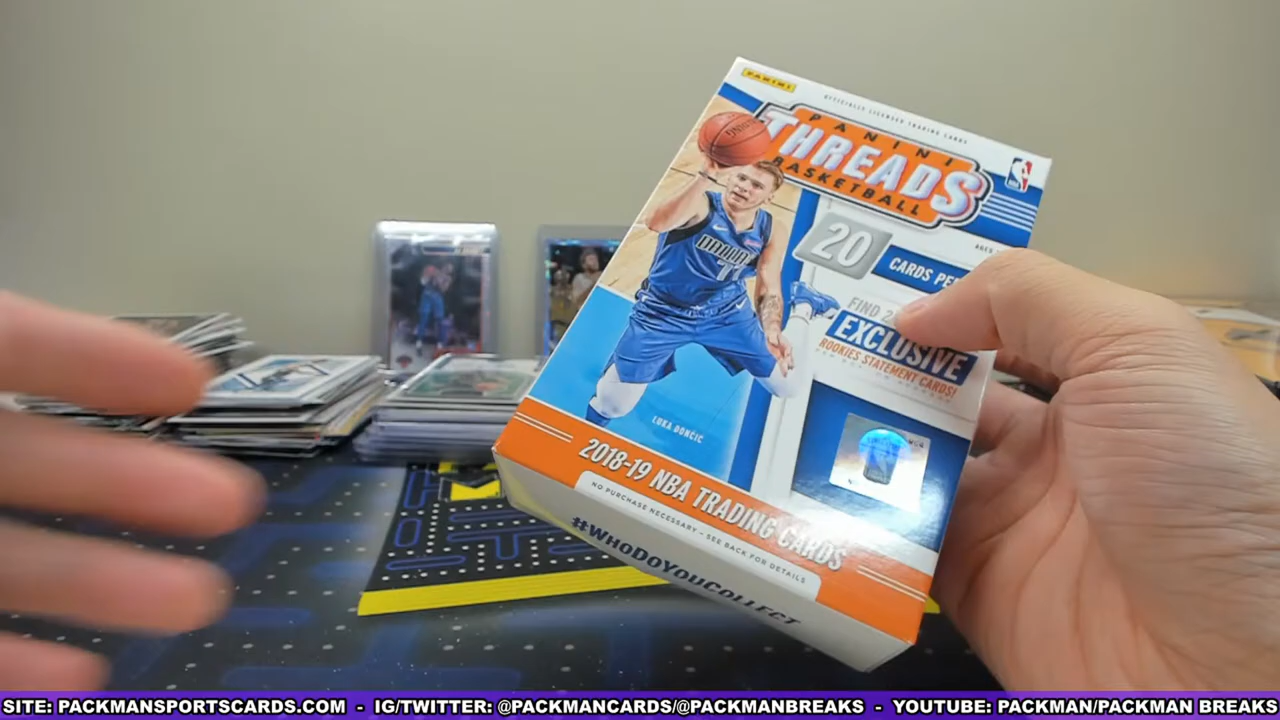 PANINI
OFFICIALLY LICENSED TRADING CARDS
PANINI
THREADS
BASKETBALL
20
CARDS PE
FIND 2
EXCLUSIVE
ROOKIES STATEMENT CARDS!
DALLAS
77
LUKA DONČIĆ
2018-19 NBA TRADING CARDS
NO PURCHASE NECESSARY – SEE BACK FOR DETAILS
#WHODOYOUCOLLECT
SITE: PACKMANSPORTSCARDS.COM - IG/TWITTER: @PACKMANCARDS/@PACKMANBREAKS - YOUTUBE: PACKMAN/PACKMAN BREAKS